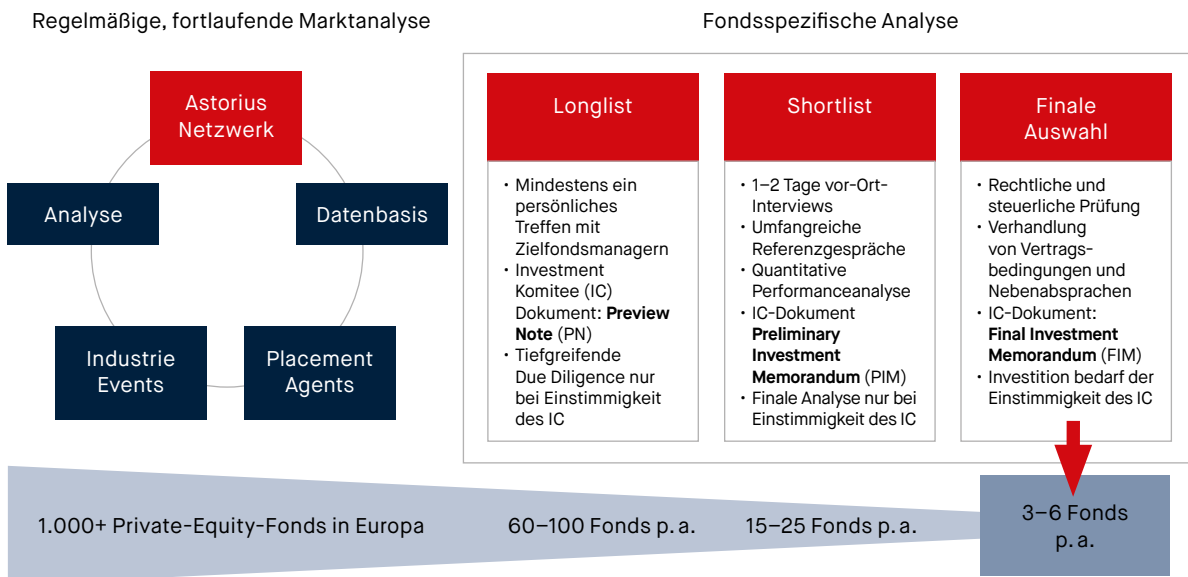 Regelmäßige, fortlaufende Marktanalyse
Astorius
Netzwerk
Analyse
Datenbasis
Industrie
Events
Placement
Agents
Fondsspezifische Analyse
Longlist
• Mindestens ein
persönliches
Treffen mit
Zielfondsmanagern
• Investment
Komitee (IC)
Dokument: Preview
Note (PN)
• Tiefgreifende
Due Diligence nur
bei Einstimmigkeit
des IC
Shortlist
• 1–2 Tage vor-Ort-
Interviews
• Umfangreiche
Referenzgespräche
• Quantitative
Performanceanalyse
• IC-Dokument
Preliminary
Investment
Memorandum (PIM)
• Finale Analyse nur bei
Einstimmigkeit des IC
Finale
Auswahl
• Rechtliche und
steuerliche Prüfung
• Verhandlung
von Vertrags-
bedingungen und
Nebenabsprachen
• IC-Dokument:
Final Investment
Memorandum (FIM)
• Investition bedarf der
Einstimmigkeit des IC
1.000+ Private-Equity-Fonds in Europa
60–100 Fonds p. a.
15–25 Fonds p. a.
3–6 Fonds
p. a.